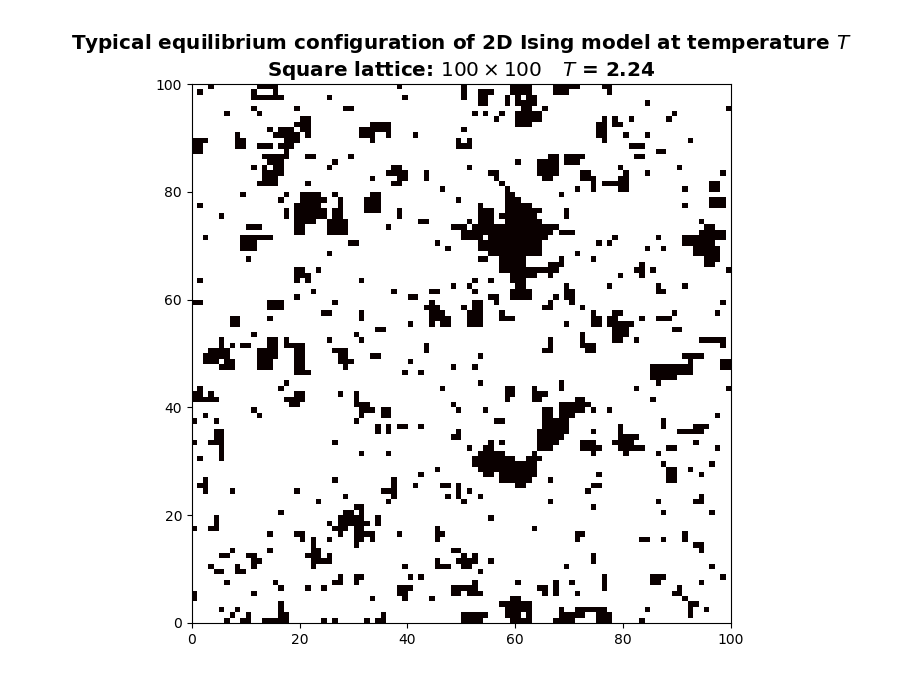 Typical equilibrium configuration of 2D Ising model at temperature T
Square lattice: 100 × 100 T = 2.24
100
80
60
40
20
0
0 20 40 60 80 100